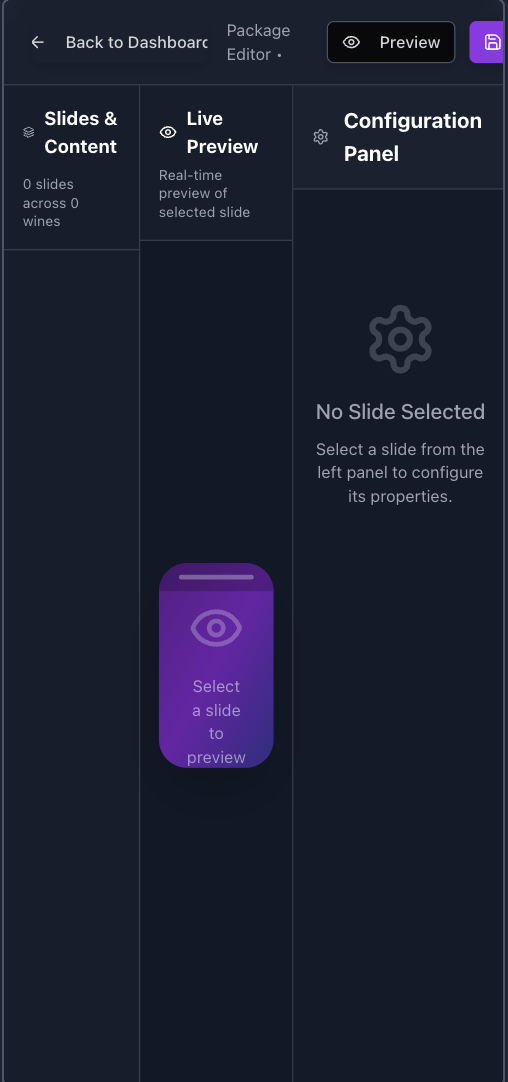 Back to Dashboard
Package
Editor •
Preview
Slides &
Content
0 slides
across 0
wines
Live
Preview
Real-time
preview of
selected slide
Configuration
Panel
No Slide Selected
Select a slide from the
left panel to configure
its properties.
Select
a slide
to
preview